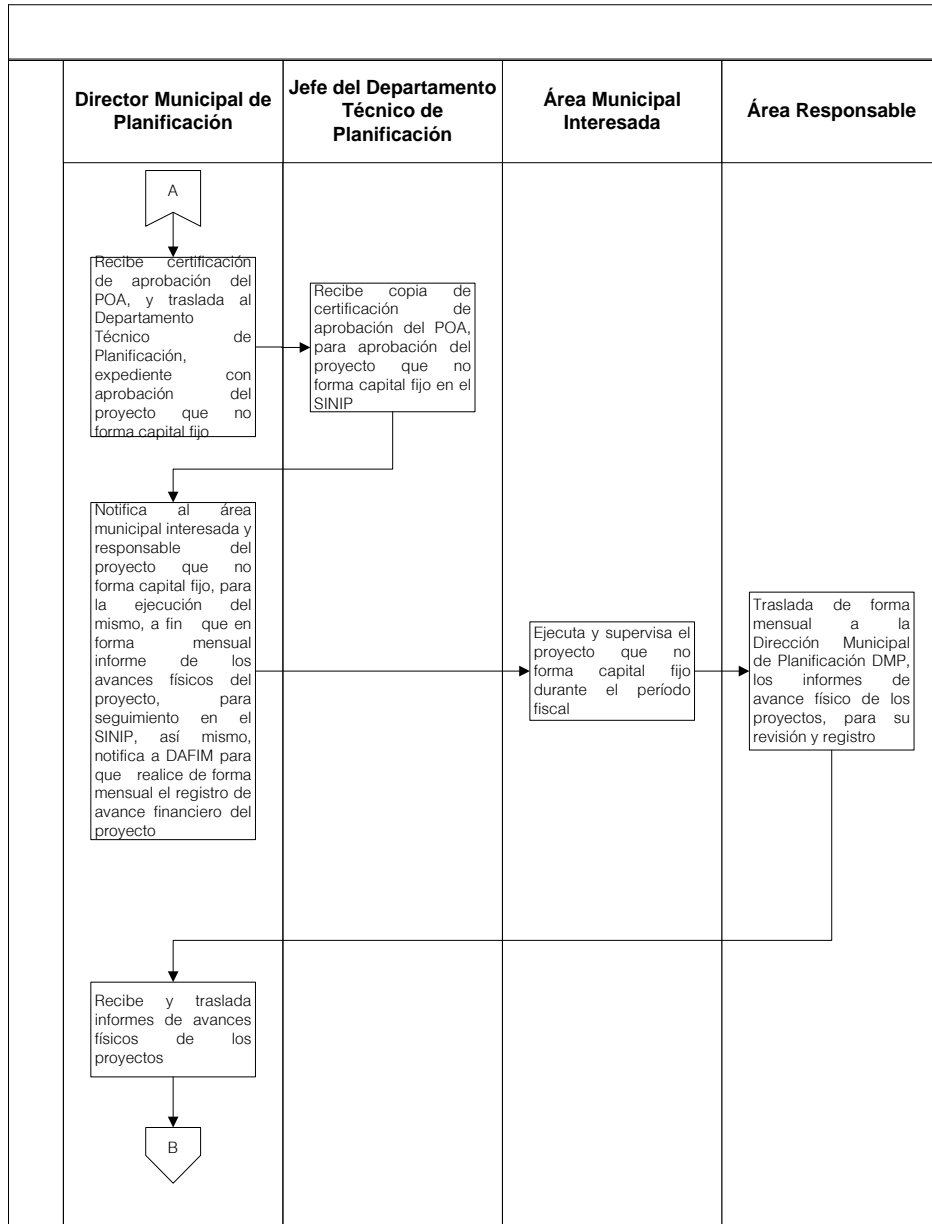 Director Municipal de
Planificación
Jefe del Departamento
Técnico de
Planificación
Área Municipal
Interesada
Área Responsable
A
Recibe certificación
de aprobación del
POA, y traslada al
Departamento
Técnico de
Planificación,
expediente con
aprobación del
proyecto que no
forma capital fijo
Recibe copia de
certificación de
aprobación del POA,
para aprobación del
proyecto que no
forma capital fijo en el
SINIP
Notifica al área
municipal interesada y
responsable del
proyecto que no
forma capital fijo, para
la ejecución del
mismo, a fin que en
forma mensual
informe de los
avances físicos del
proyecto, para
seguimiento en el
SINIP, así mismo,
notifica a DAFIM para
que realice de forma
mensual el registro de
avance financiero del
proyecto
Ejecuta y supervisa el
proyecto que no
forma capital fijo
durante el período
fiscal
Traslada de forma
mensual a la
Dirección Municipal
de Planificación DMP,
los informes de
avance físico de los
proyectos, para su
revisión y registro
Recibe y traslada
informes de avances
físicos de los
proyectos
B